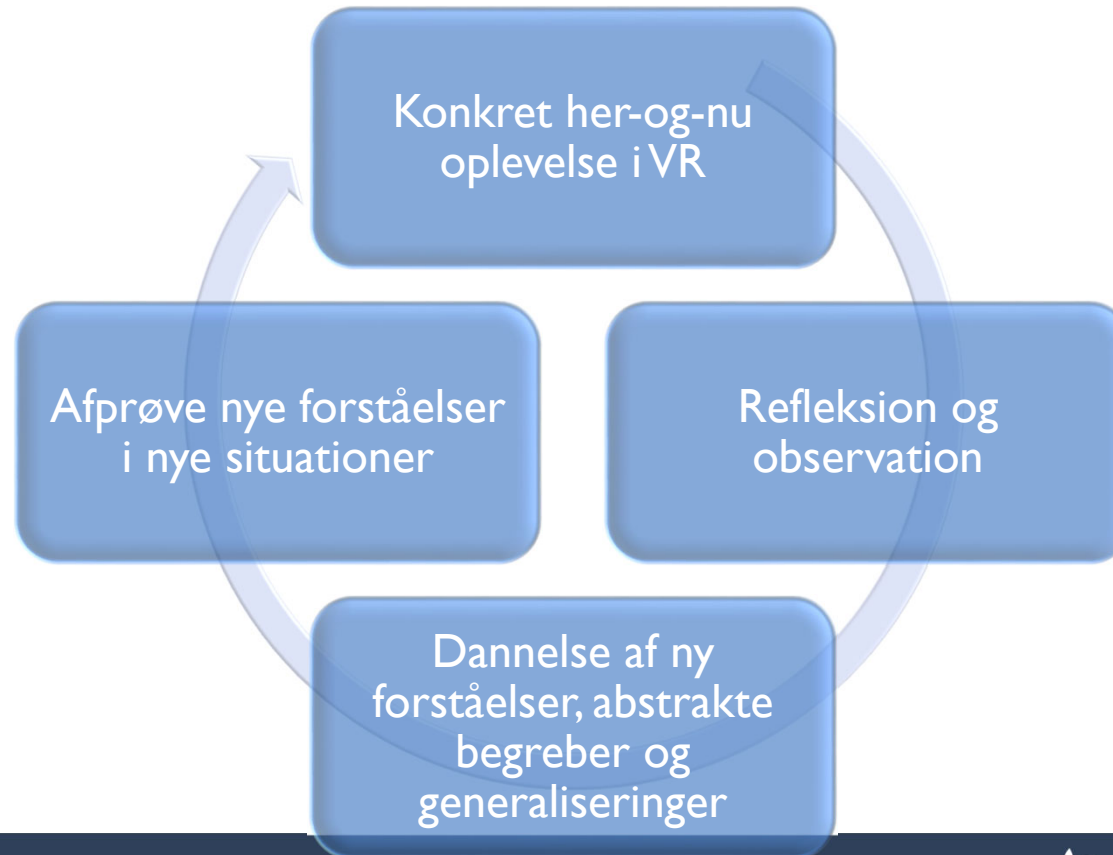 Konkret her-og-nu
oplevelse i VR
Refleksion og
observation
Dannelse af ny
forståelser, abstrakte
begreber og
generaliseringer
Afprøve nye forståelser
i nye situationer